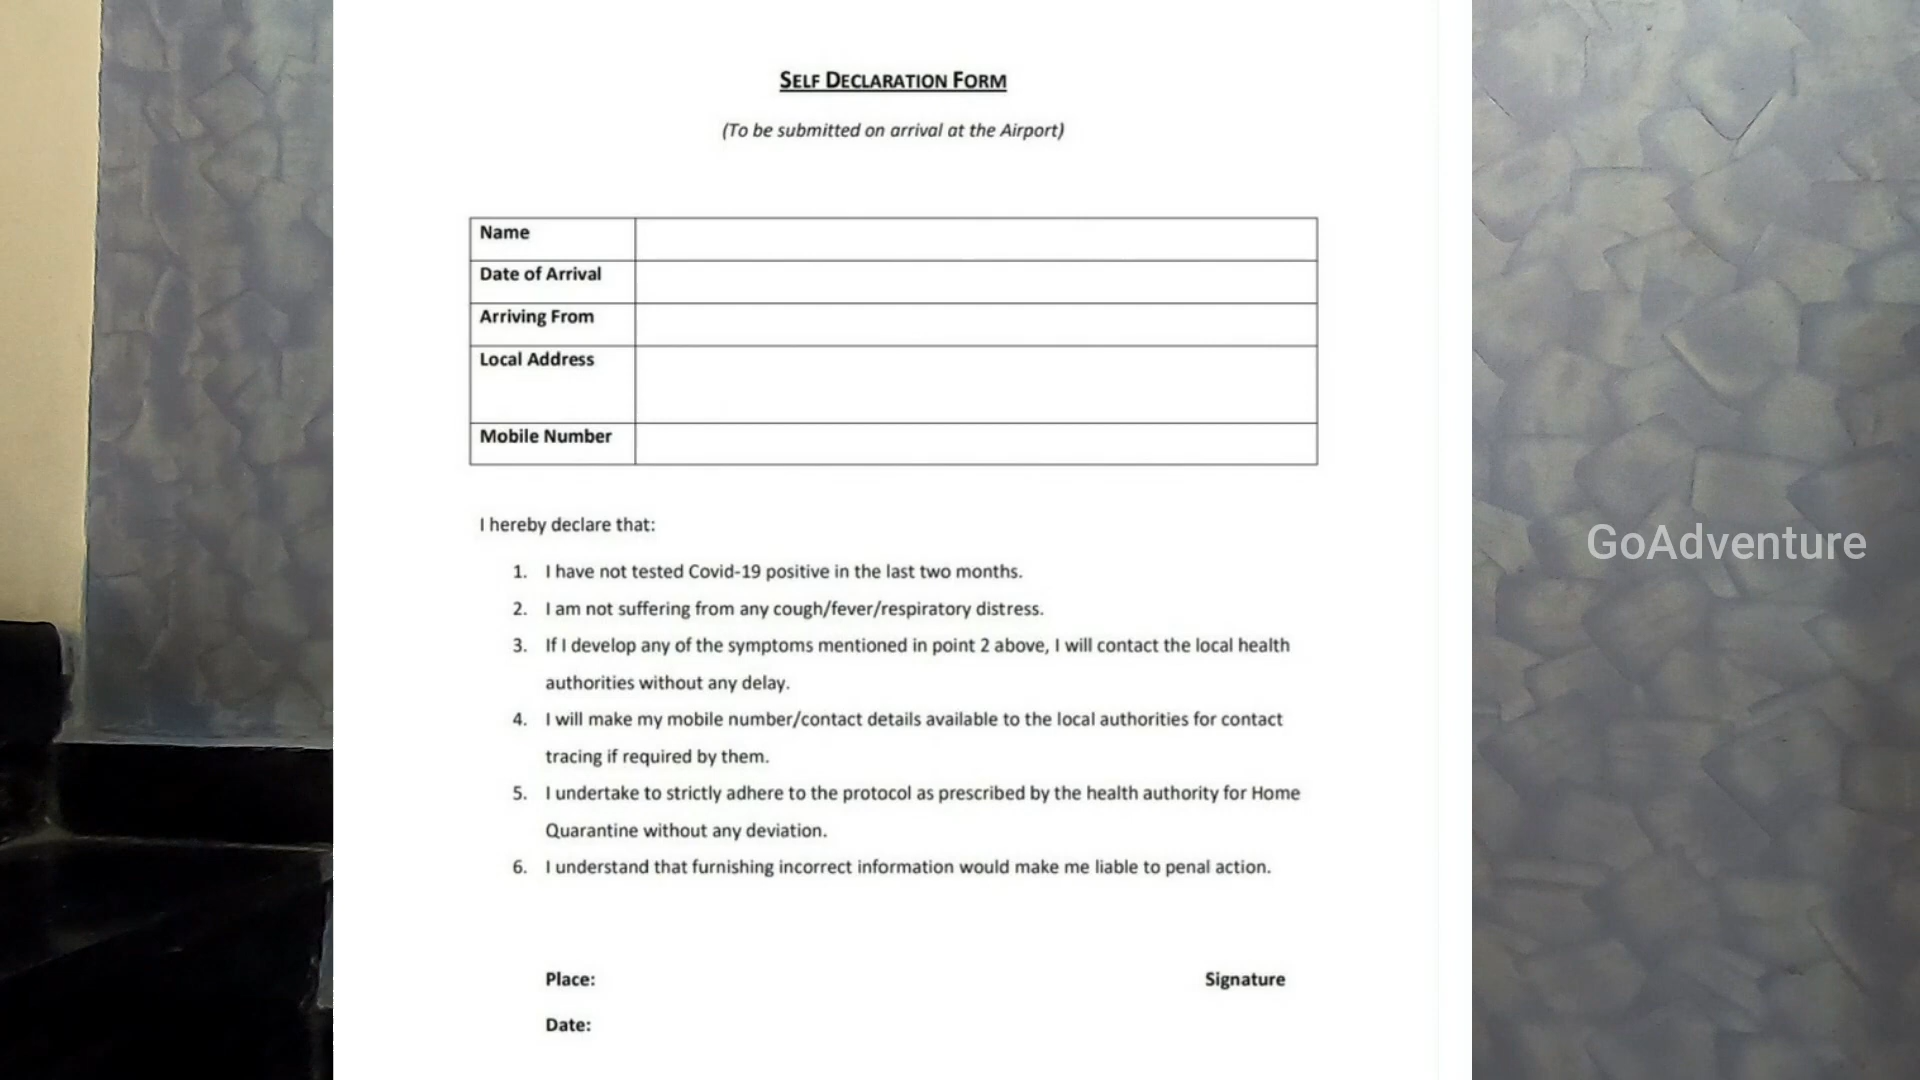 SELF DECLARATION FORM
(To be submitted on arrival at the Airport)
Name
Date of Arrival
Arriving From
Local Address
Mobile Number
I hereby declare that:
1. I have not tested Covid-19 positive in the last two months.
2. I am not suffering from any cough/fever/respiratory distress.
3. If I develop any of the symptoms mentioned in point 2 above, I will contact the local health
authorities without any delay.
4. I will make my mobile number/contact details available to the local authorities for contact
tracing if required by them.
5. I undertake to strictly adhere to the protocol as prescribed by the health authority for Home
Quarantine without any deviation.
6. I understand that furnishing incorrect information would make me liable to penal action.
Place:
Signature
Date:
GoAdventure